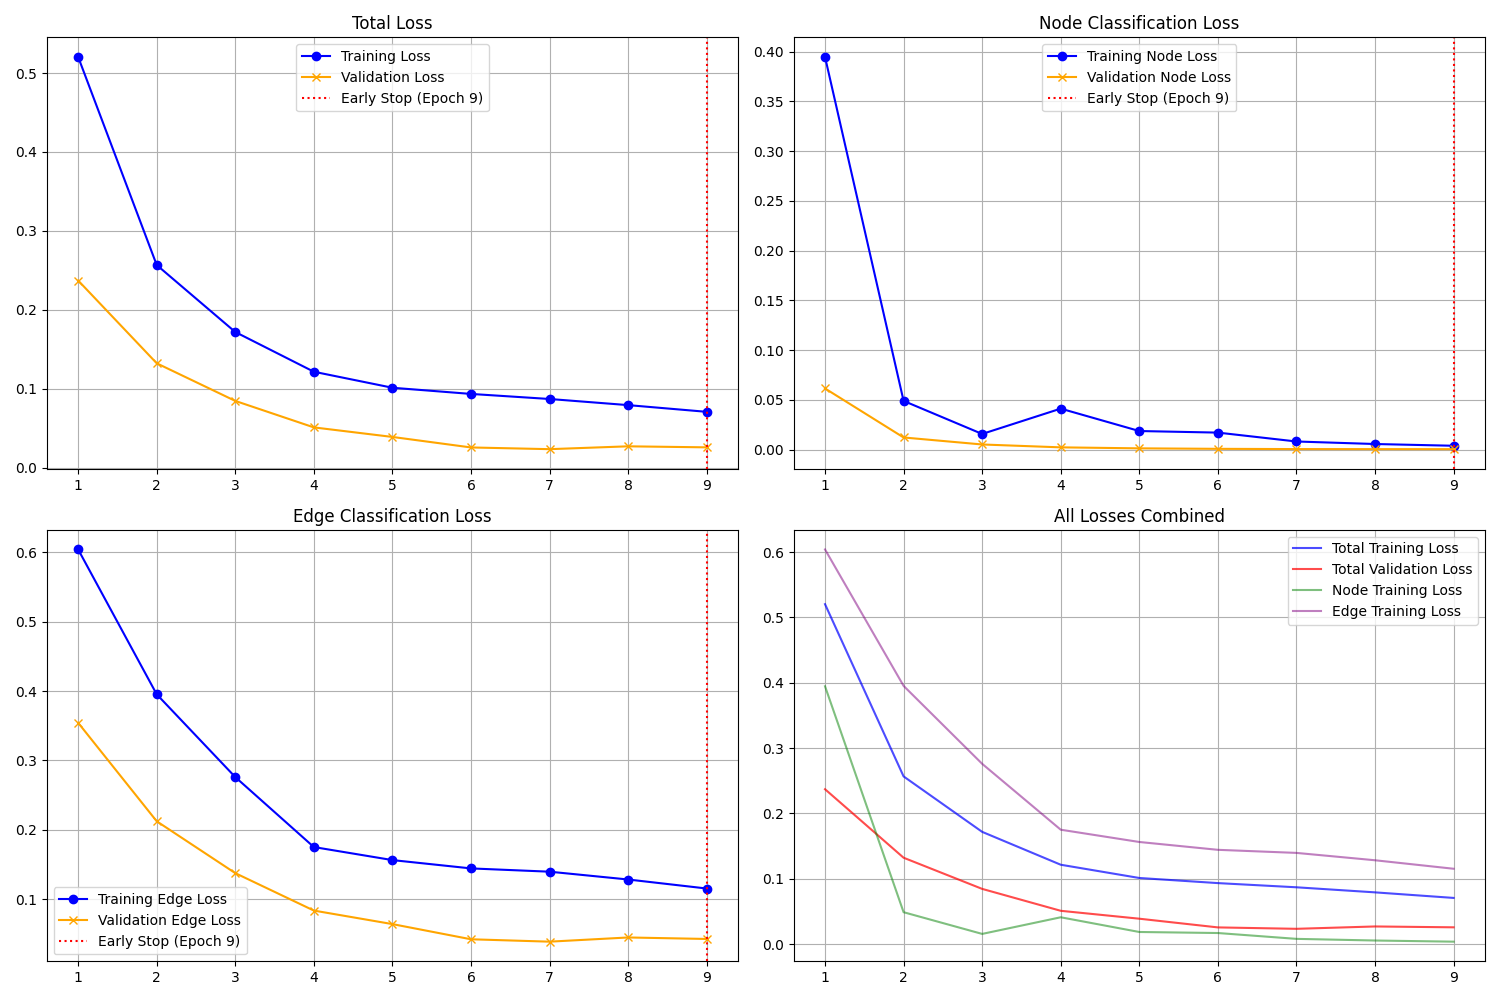 Total Loss
Training Loss
Validation Loss
Early Stop (Epoch 9)
0.5
0.4
0.3
0.2
0.1
0.0
1 2 3 4 5 6 7 8 9
Node Classification Loss
Training Node Loss
Validation Node Loss
Early Stop (Epoch 9)
0.40
0.35
0.30
0.25
0.20
0.15
0.10
0.05
0.00
1 2 3 4 5 6 7 8 9
Edge Classification Loss
0.6
0.5
0.4
0.3
0.2
0.1
Training Edge Loss
Validation Edge Loss
Early Stop (Epoch 9)
1 2 3 4 5 6 7 8 9
All Losses Combined
Total Training Loss
Total Validation Loss
Node Training Loss
Edge Training Loss
0.6
0.5
0.4
0.3
0.2
0.1
0.0
1 2 3 4 5 6 7 8 9